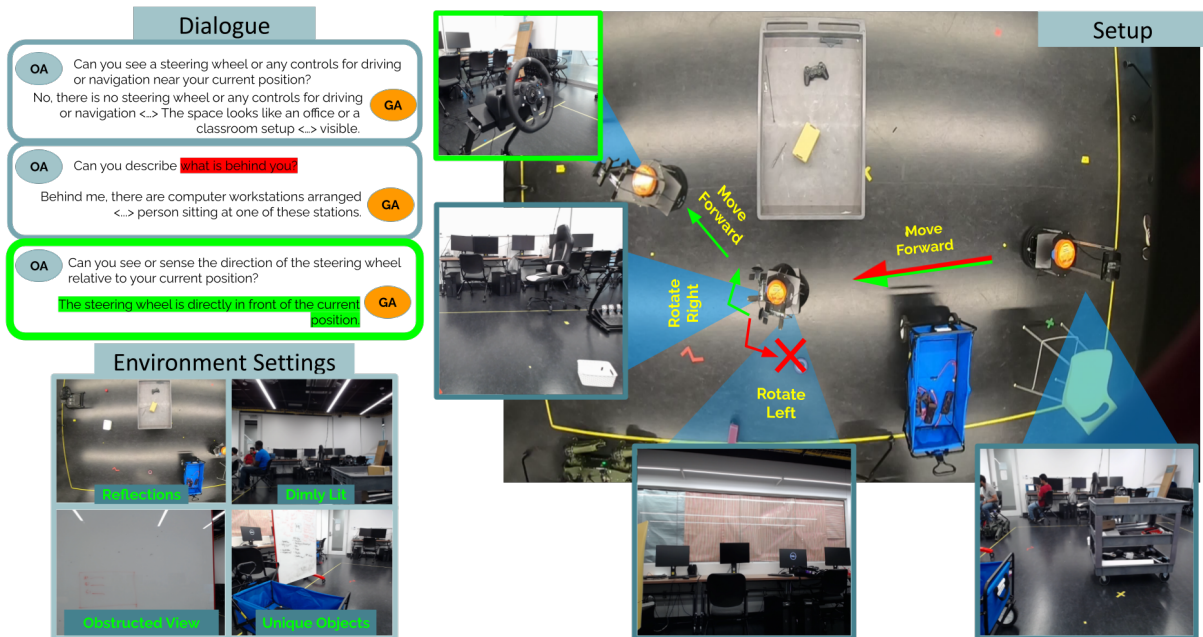 Dialogue
OA
Can you see a steering wheel or any controls for driving
or navigation near your current position?
No, there is no steering wheel or any controls for driving
or navigation <...> The space looks like an office or a
classroom setup <...> visible.
GA
OA
Can you describe what is behind you?
Behind me, there are computer workstations arranged
<...> person sitting at one of these stations.
GA
OA
Can you see or sense the direction of the steering wheel
relative to your current position?
The steering wheel is directly in front of the current
position.
GA
Environment Settings
Reflections
Dimly Lit
Obstructed View
Unique Objects
Setup
Move
Forward
Move
Forward
Rotate
Right
Rotate
Left